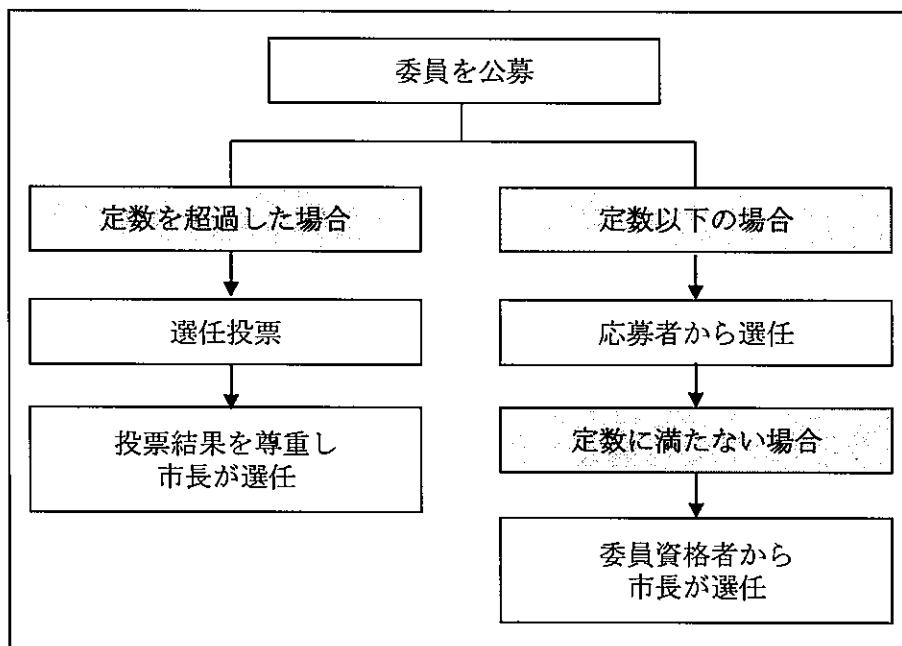 委員を公募
定数を超過した場合
選任投票
投票結果を尊重し
市長が選任
定数以下の場合
応募者から選任
定数に満たない場合
委員資格者から
市長が選任